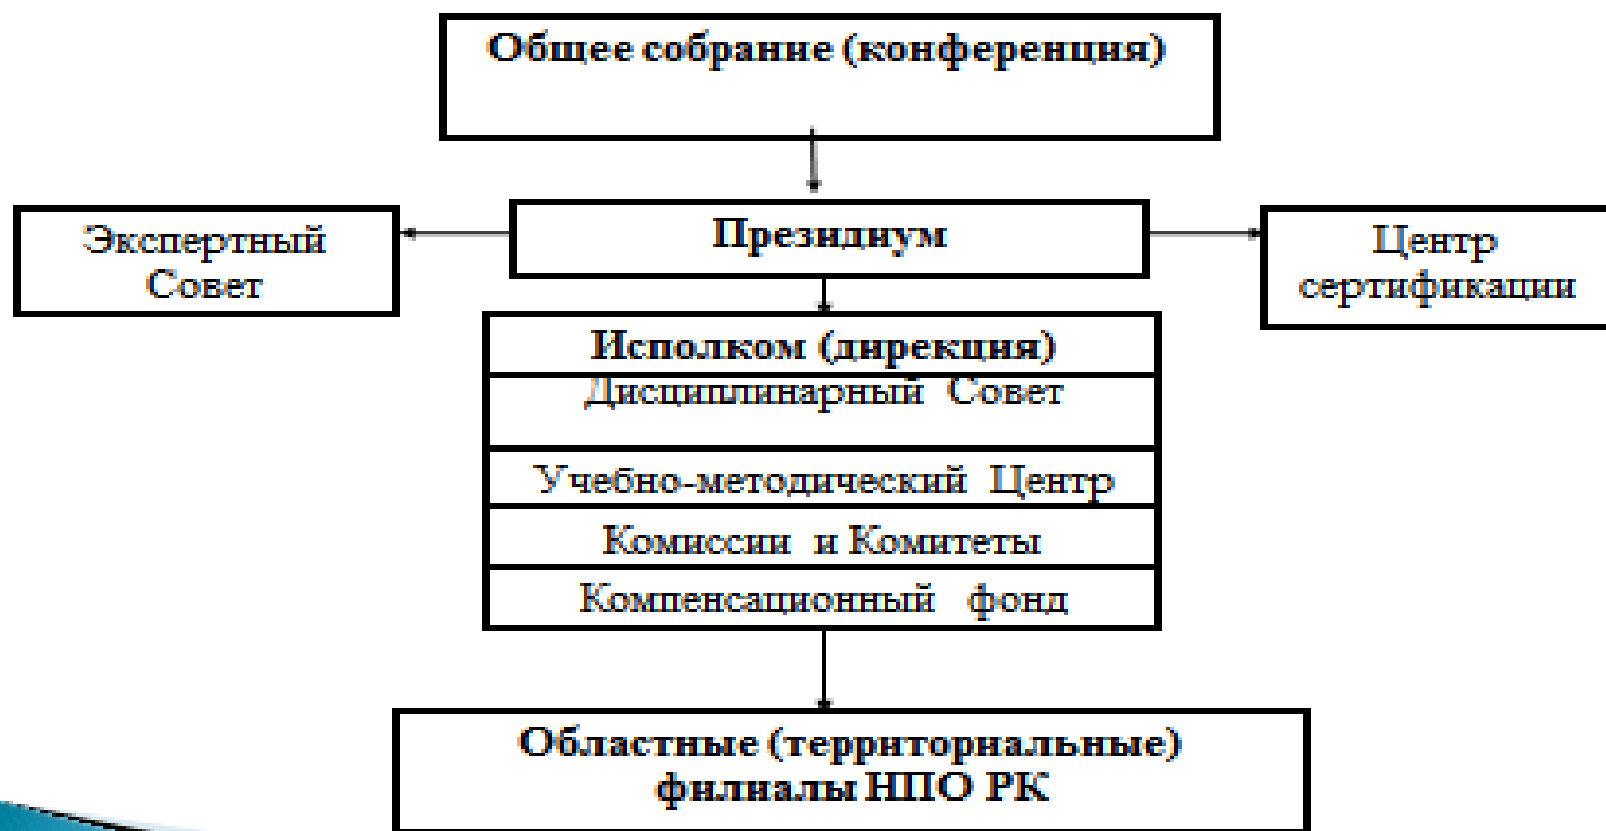 Общее собрание (конференция)
Экспертный
Совет
Президиум
Центр
сертификации
Исполком (дирекция)
Дисциплинарный Совет
Учебно-методический Центр
Комиссии и Комитеты
Компенсационный фонд
Областные (территориальные)
филиалы НПО РК